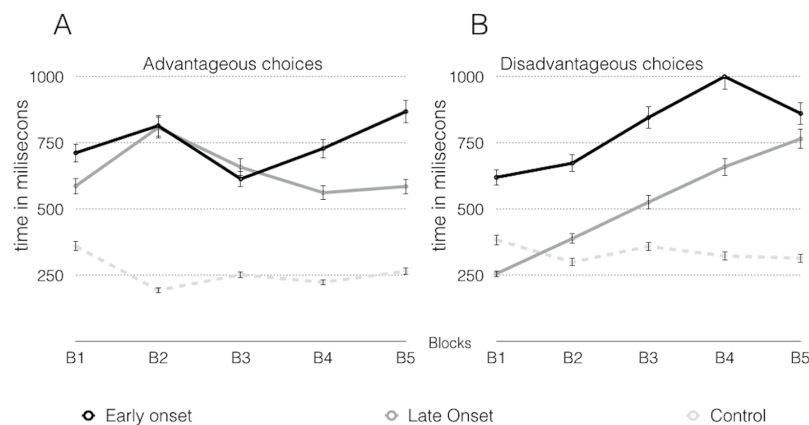 A
B
Advantageous choices
Disadvantageous choices
time in milisecons
1000
750
500
250
B1 B2 B3 B4 B5
time in milisecons
1000
750
500
250
Blocks
B1 B2 B3 B4 B5
Early onset
Late Onset
Control